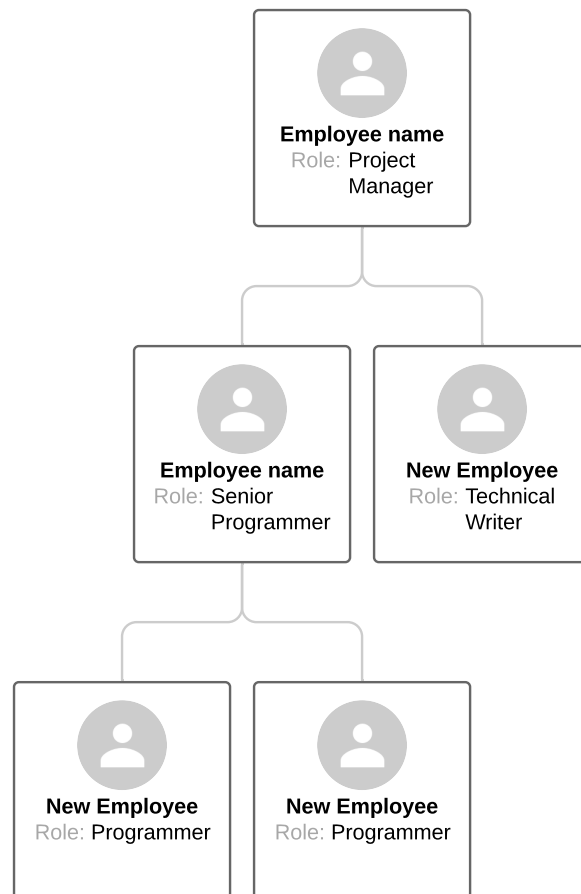 Employee name
Role: Project
Manager
Employee name
Role: Senior
Programmer
New Employee
Role: Technical
Writer
New Employee
Role: Programmer
New Employee
Role: Programmer